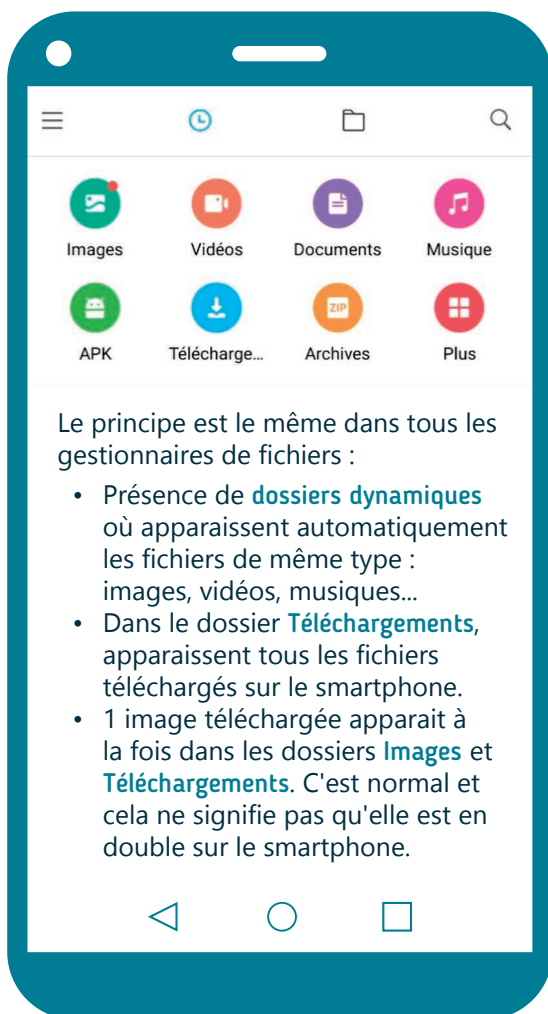 Images Vidéos Documents Musique
ZIP
APK Télécharge... Archives Plus
Le principe est le même dans tous les
gestionnaires de fichiers :
• Présence de dossiers dynamiques
où apparaissent automatiquement
les fichiers de même type :
images, vidéos, musiques...
• Dans le dossier Téléchargements,
apparaissent tous les fichiers
téléchargés sur le smartphone.
• 1 image téléchargée apparait à
la fois dans les dossiers Images et
Téléchargements. C'est normal et
cela ne signifie pas qu'elle est en
double sur le smartphone.